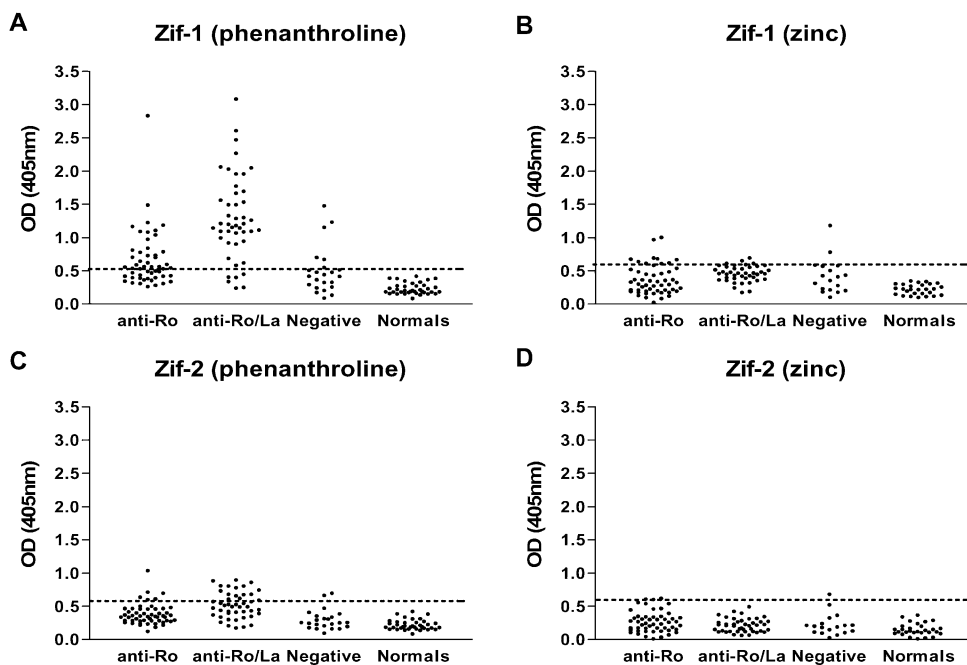 A
Zif-1 (phenanthroline)
OD (405nm)
3.5
3.0
2.5
2.0
1.5
1.0
0.5
0.0
anti-Ro anti-Ro/La Negative Normals
B
Zif-1 (zinc)
OD (405nm)
3.5
3.0
2.5
2.0
1.5
1.0
0.5
0.0
anti-Ro anti-Ro/La Negative Normals
C
Zif-2 (phenanthroline)
OD (405nm)
3.5
3.0
2.5
2.0
1.5
1.0
0.5
0.0
anti-Ro anti-Ro/La Negative Normals
D
Zif-2 (zinc)
OD (405nm)
3.5
3.0
2.5
2.0
1.5
1.0
0.5
0.0
anti-Ro anti-Ro/La Negative Normals